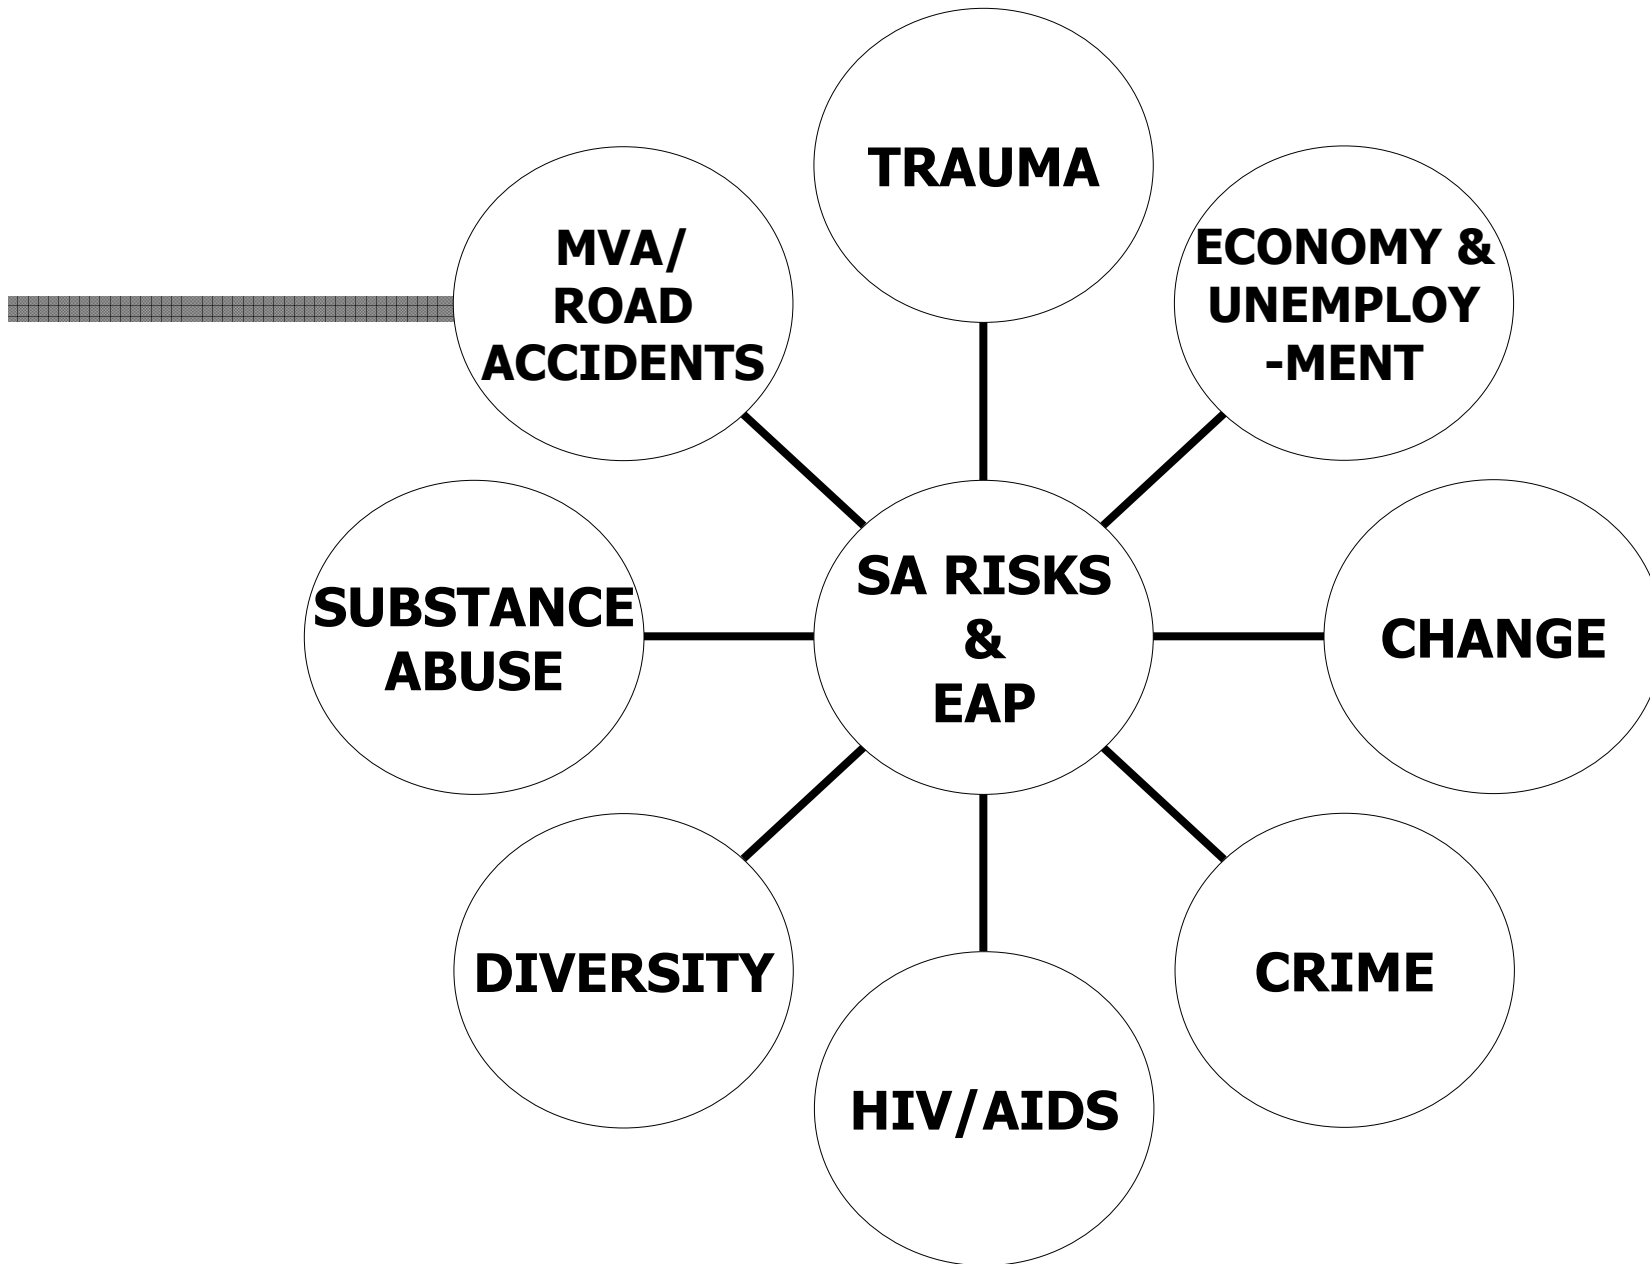 TRAUMA
MVA/
ROAD
ACCIDENTS
ECONOMY &
UNEMPLOY
-MENT
SUBSTANCE
ABUSE
SA RISKS
&
EAP
CHANGE
DIVERSITY
CRIME
HIV/AIDS